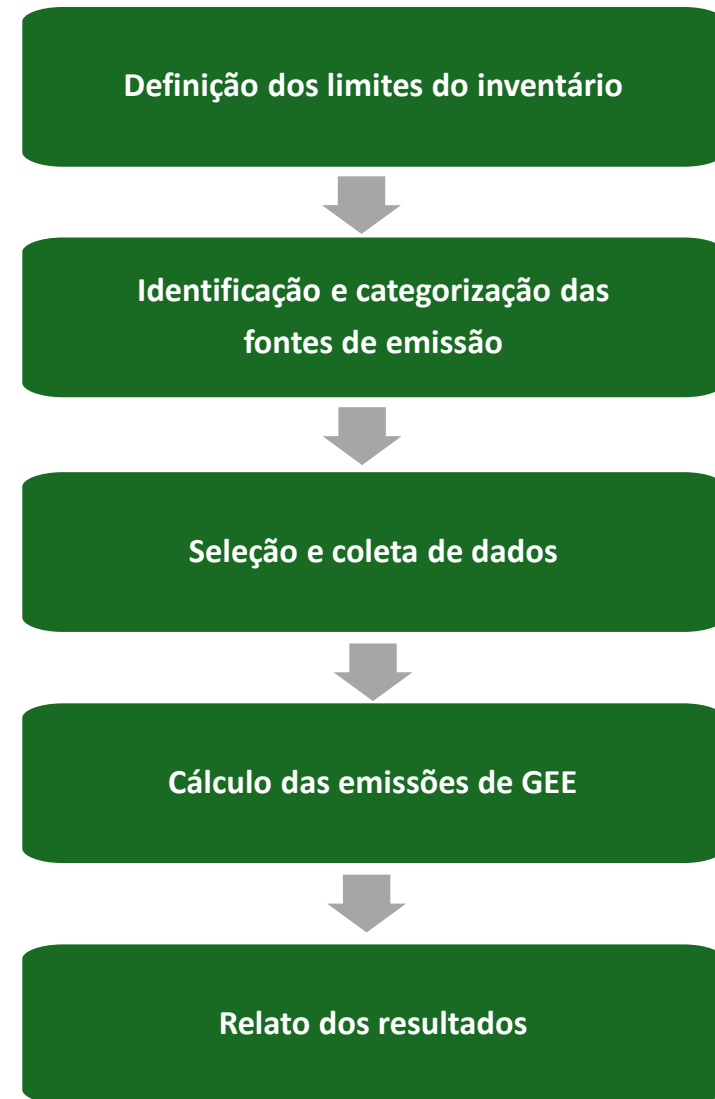 Definição dos limites do inventário
Identificação e categorização das
fontes de emissão
Seleção e coleta de dados
Cálculo das emissões de GEE
Relato dos resultados